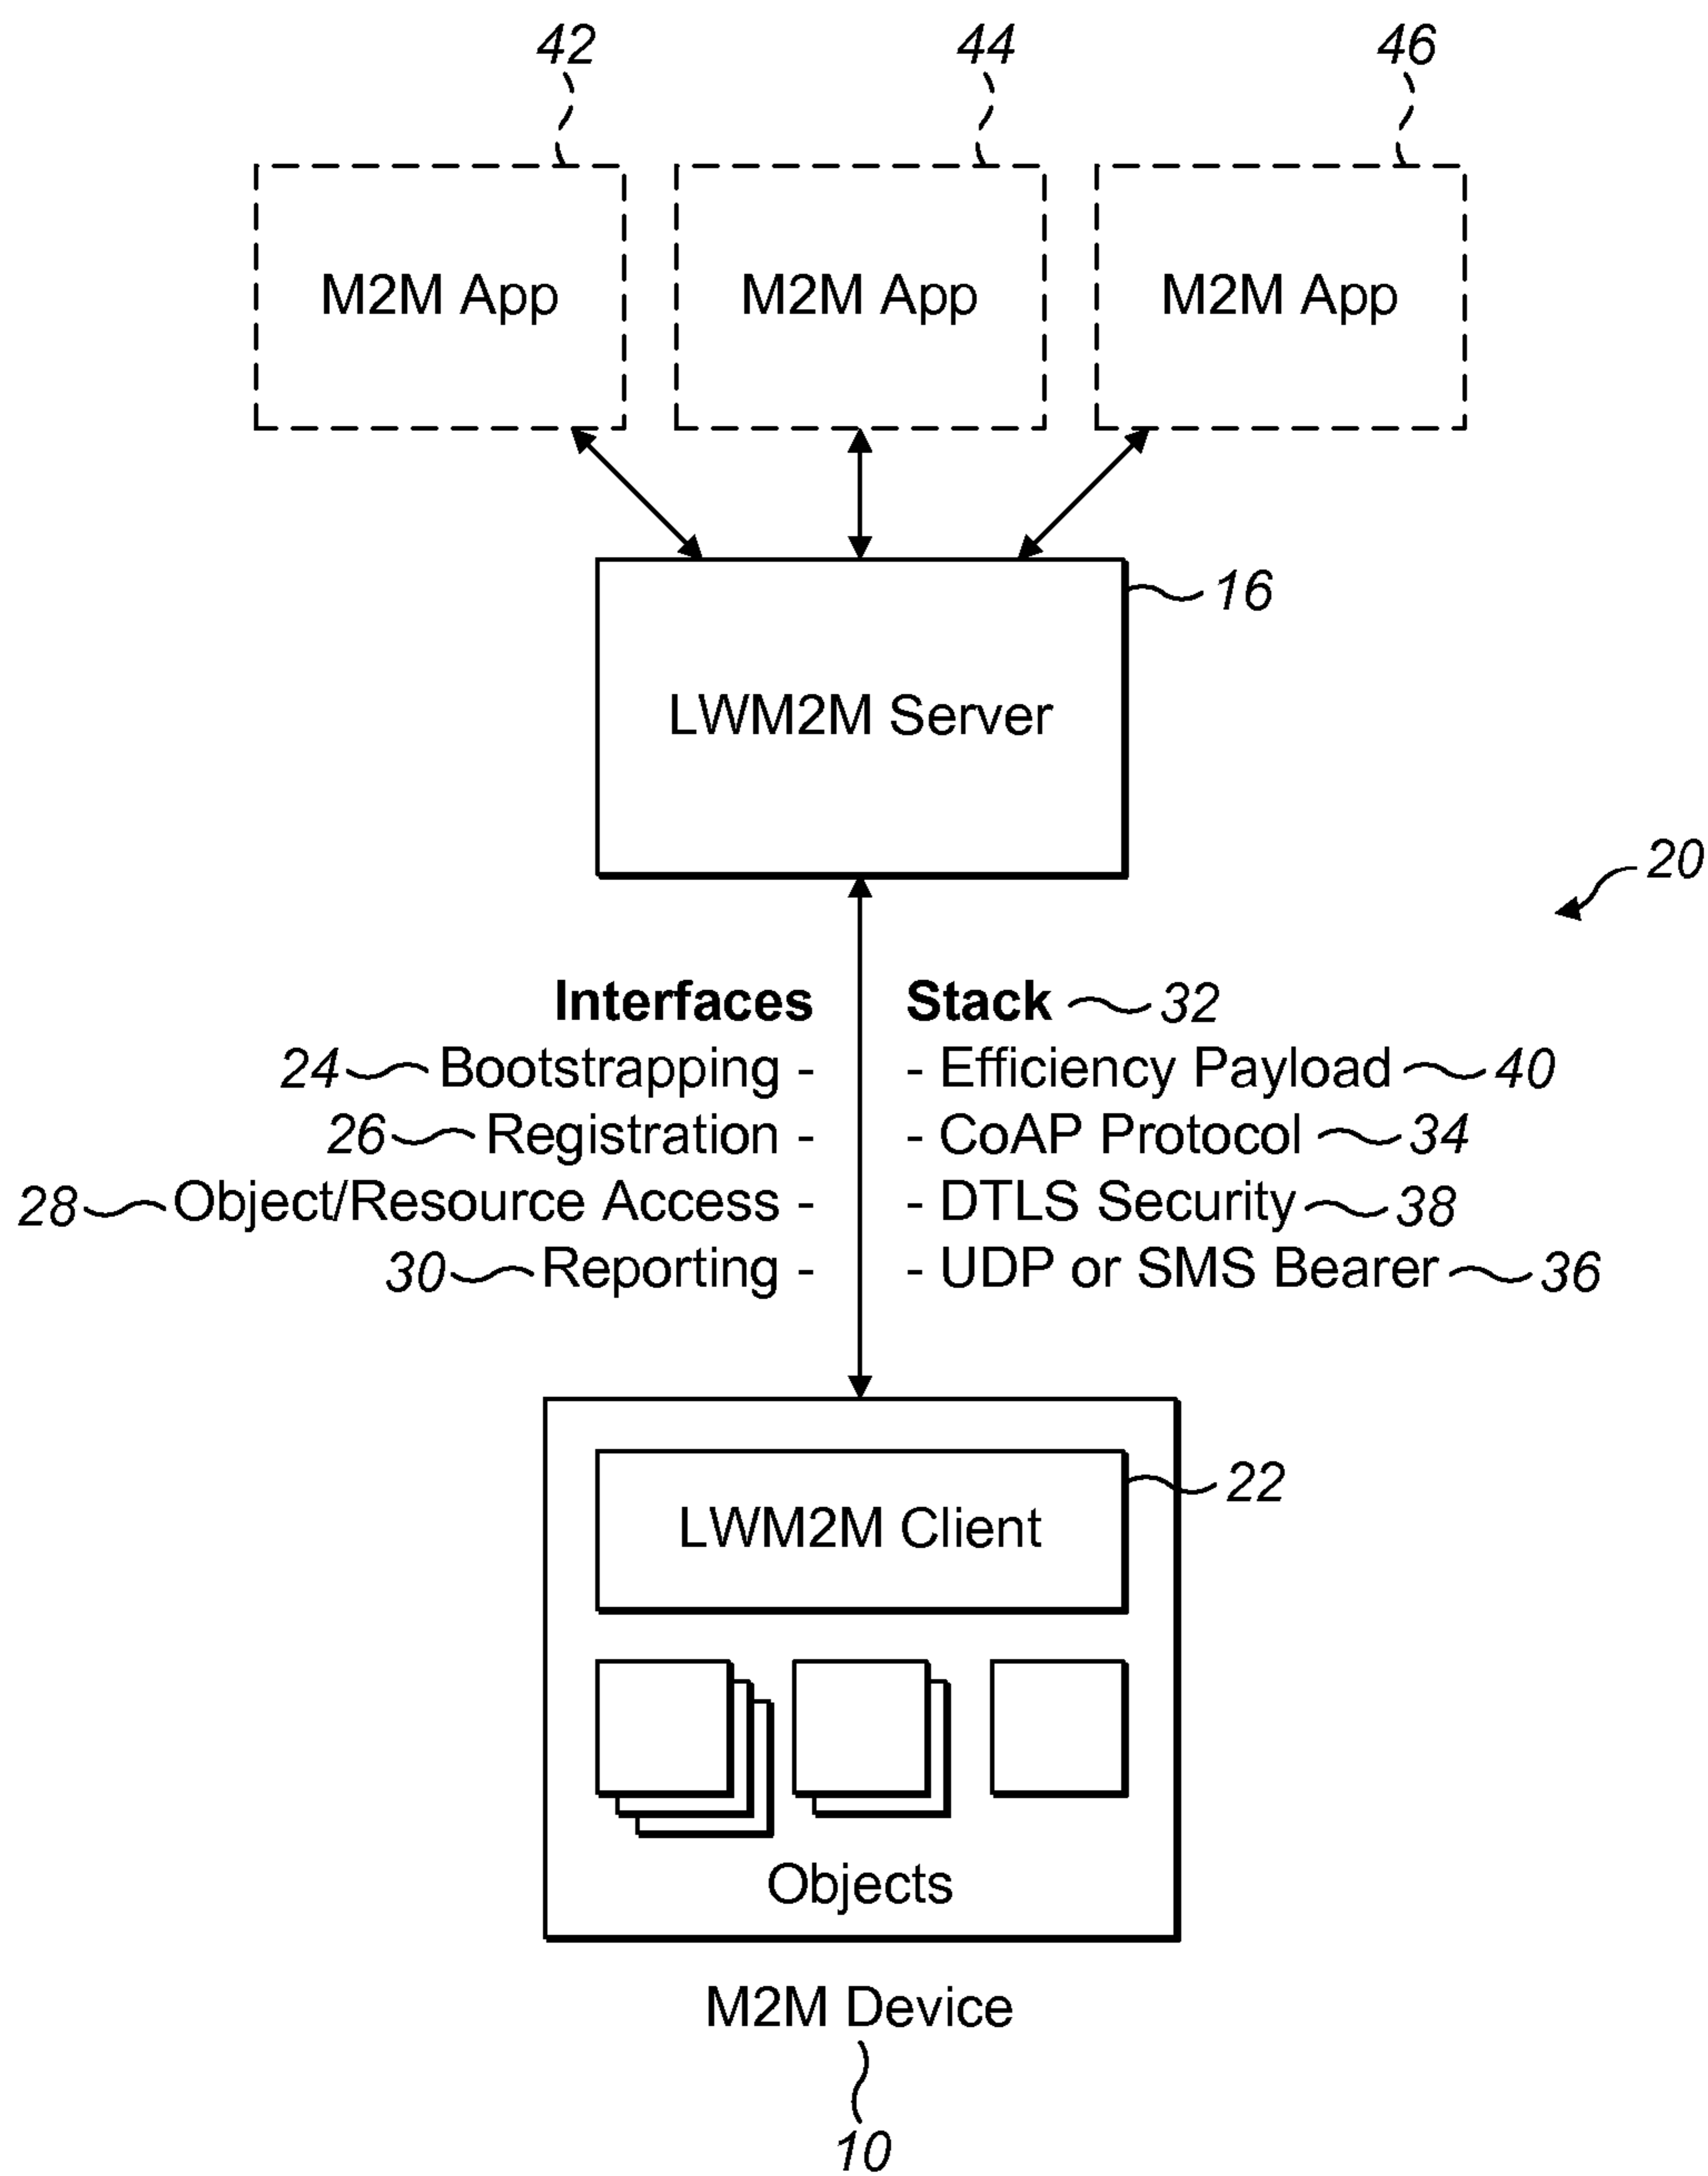 42 44 46
M2M App M2M App M2M App
16
LWM2M Server
20
Interfaces Stack 32
24 Bootstrapping - - Efficiency Payload 40
26 Registration - - CoAP Protocol 34
28 Object/Resource Access - - DTLS Security 38
30 Reporting - - UDP or SMS Bearer 36
22
LWM2M Client
Objects
M2M Device
10